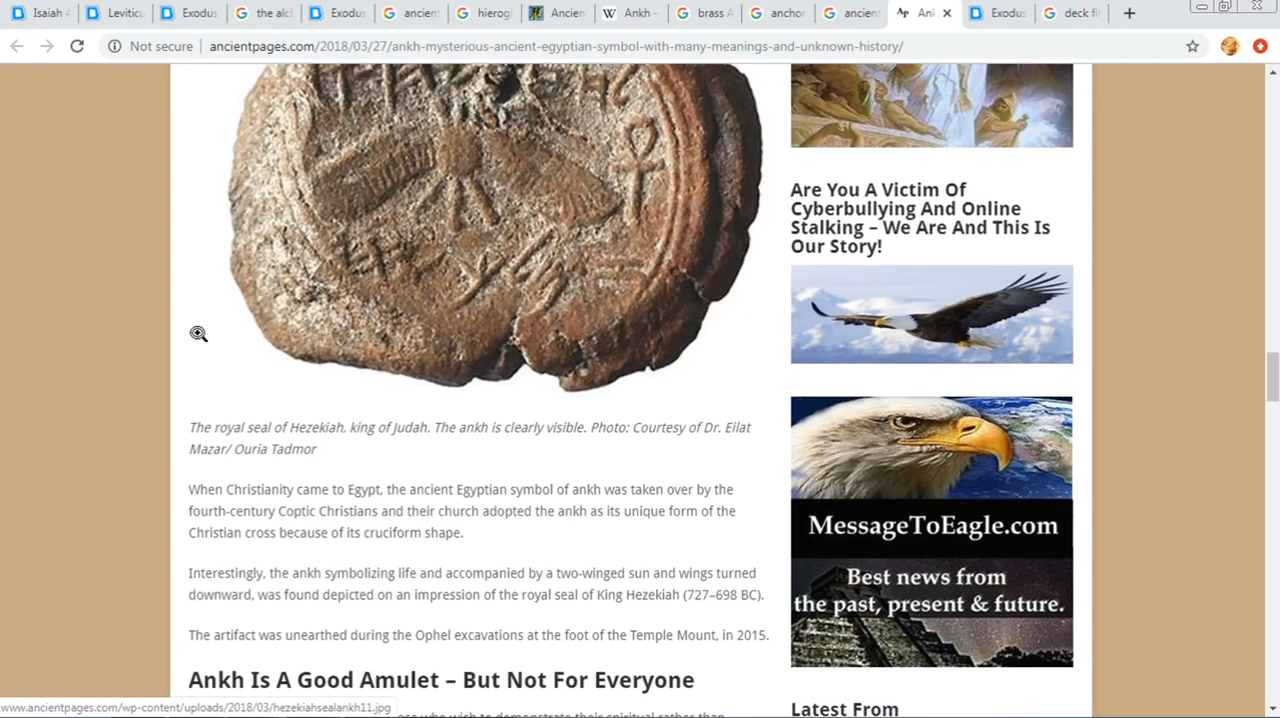 Isaiah 4
Levitic
Exodus
the alch
Exodus
ancient
hierog
Ancien
Ankh -
brass A
anchor
ancient
Ank
Exodus
deck fi
Not secure
ancientpages.com/2018/03/27/ankh-mysterious-ancient-egyptian-symbol-with-many-meanings-and-unknown-history/
The royal seal of Hezekiah, king of Judah. The ankh is clearly visible. Photo: Courtesy of Dr. Eilat
Mazar/ Ouria Tadmor
When Christianity came to Egypt, the ancient Egyptian symbol of ankh was taken over by the
fourth-century Coptic Christians and their church adopted the ankh as its unique form of the
Christian cross because of its cruciform shape.
Interestingly, the ankh symbolizing life and accompanied by a two-winged sun and wings turned
downward, was found depicted on an impression of the royal seal of King Hezekiah (727–698 BC).
The artifact was unearthed during the Ophel excavations at the foot of the Temple Mount, in 2015.
Ankh Is A Good Amulet – But Not For Everyone
www.ancientpages.com/wp-content/uploads/2018/03/hezekiahsealankh11.jpg
Are You A Victim Of
Cyberbullying And Online
Stalking – We Are And This Is
Our Story!
MessageToEagle.com
Best news from
the past, present & future.
Latest From